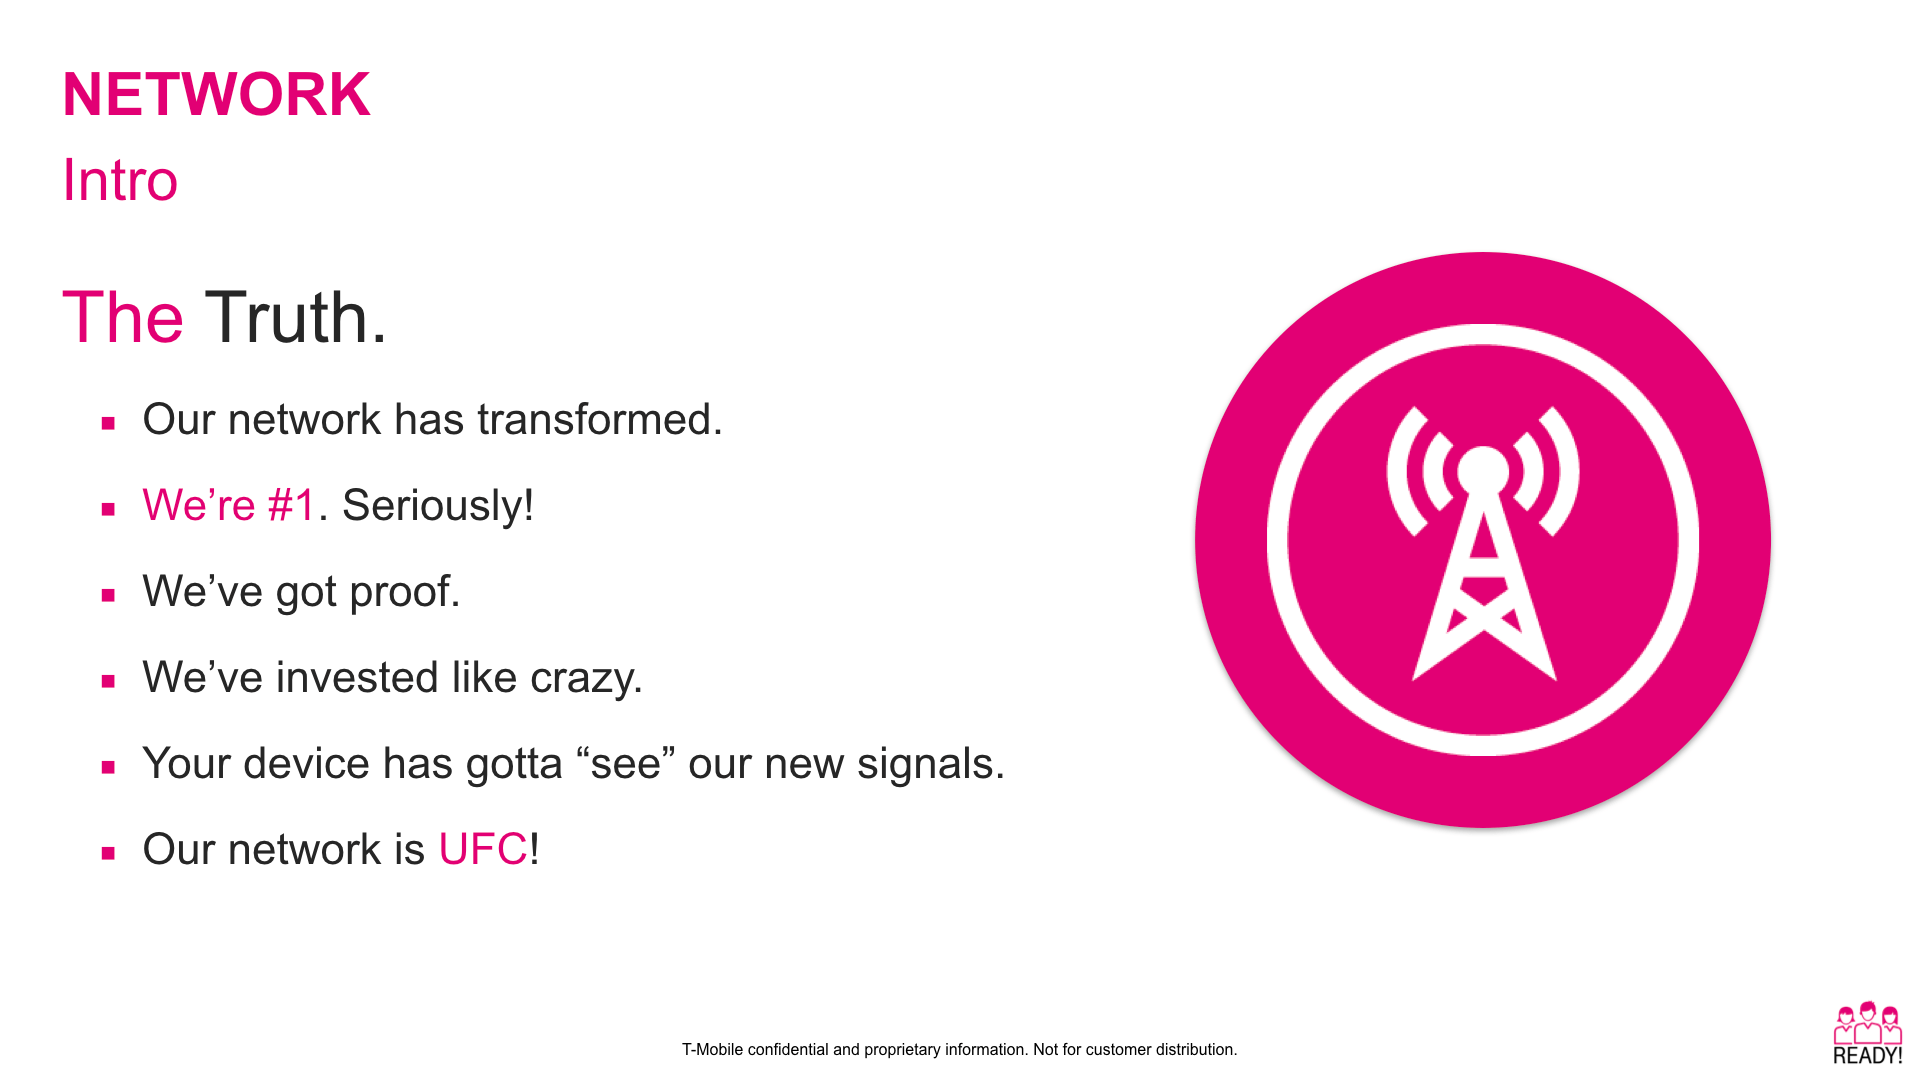 NETWORK
Intro
The Truth.
▪ Our network has transformed.
▪ We’re #1. Seriously!
▪ We’ve got proof.
▪ We’ve invested like crazy.
▪ Your device has gotta “see” our new signals.
▪ Our network is UFC!
T-Mobile confidential and proprietary information. Not for customer distribution.
READY!